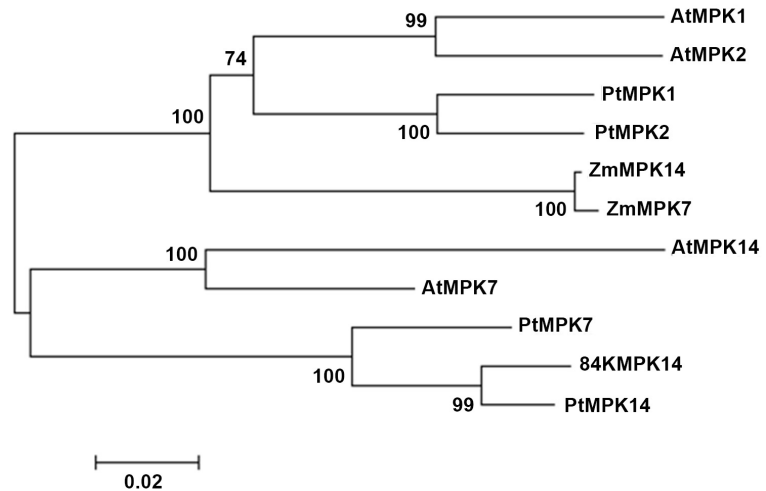 AtMPK1
99
AtMPK2
74
PtMPK1
100
PtMPK2
100
ZmMPK14
100
ZmMPK7
AtMPK14
100
AtMPK7
PtMPK7
84KMPK14
100
PtMPK14
99
0.02